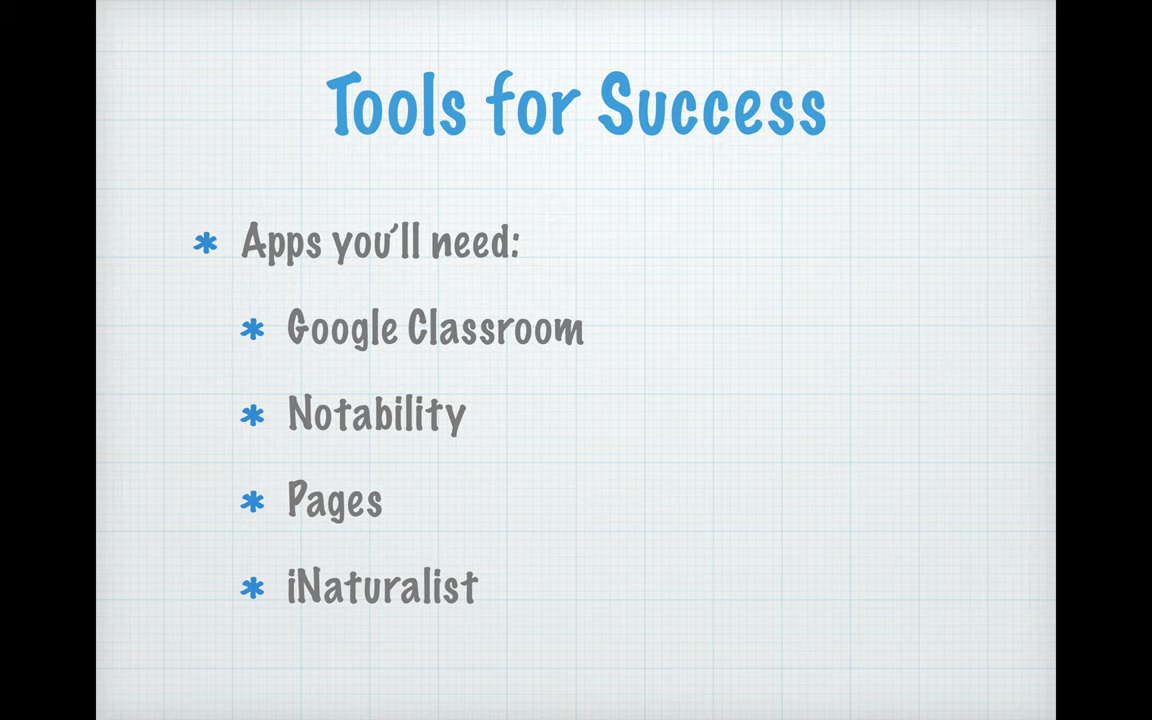 Tools for Success
* Apps you'll need:
* Google Classroom
* Notability
* Pages
* iNaturalist